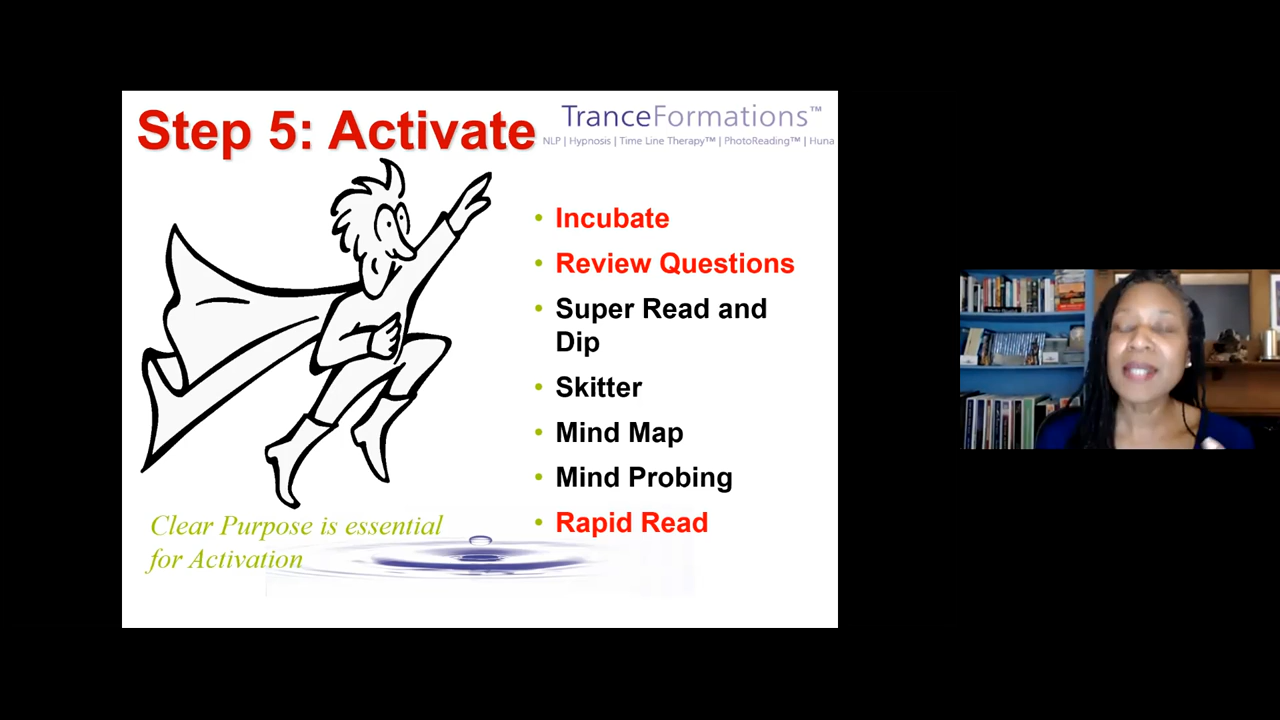 Step 5: Activate
TranceFormations™
NLP | Hypnosis | Time Line Therapy™ | PhotoReading™ | Huna
• Incubate
• Review Questions
• Super Read and
Dip
• Skitter
• Mind Map
• Mind Probing
• Rapid Read
Clear Purpose is essential
for Activation